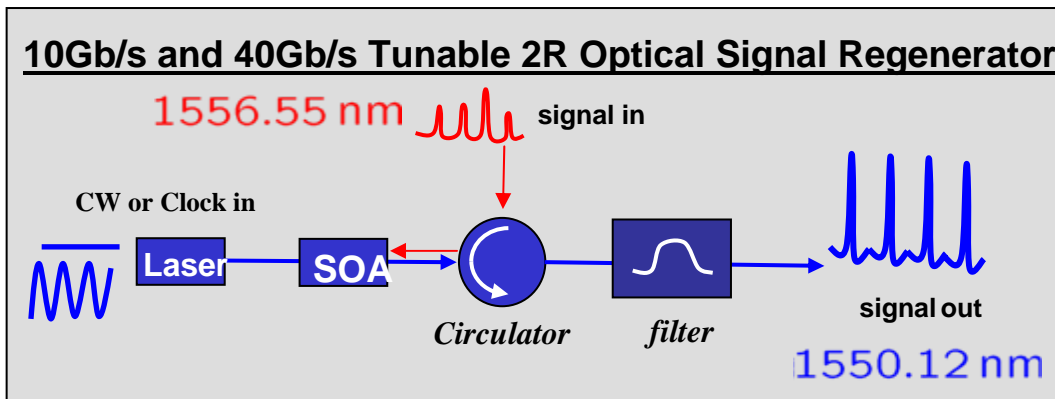 10Gb/s and 40Gb/s Tunable 2R Optical Signal Regenerator
1556.55 nm
signal in
CW or Clock in
Laser
SOA
Circulator
filter
signal out
1550.12 nm